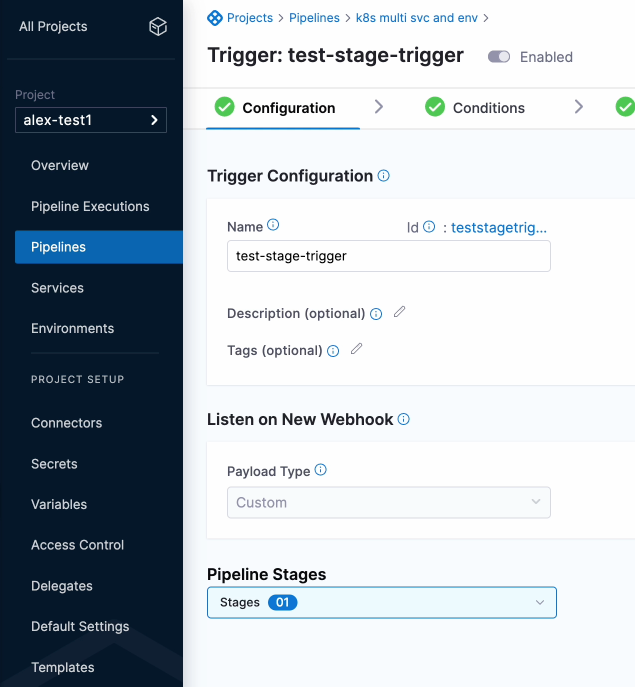 All Projects
Project
alex-test1
Overview
Pipeline Executions
Pipelines
Services
Environments
PROJECT SETUP
Connectors
Secrets
Variables
Access Control
Delegates
Default Settings
Templates
Projects > Pipelines > k8s multi svc and env >
Trigger: test-stage-trigger Enabled
Configuration Conditions
Trigger Configuration
Name Id : teststagetrig...
test-stage-trigger
Description (optional)
Tags (optional)
Listen on New Webhook
Payload Type
Custom
Pipeline Stages
Stages 01